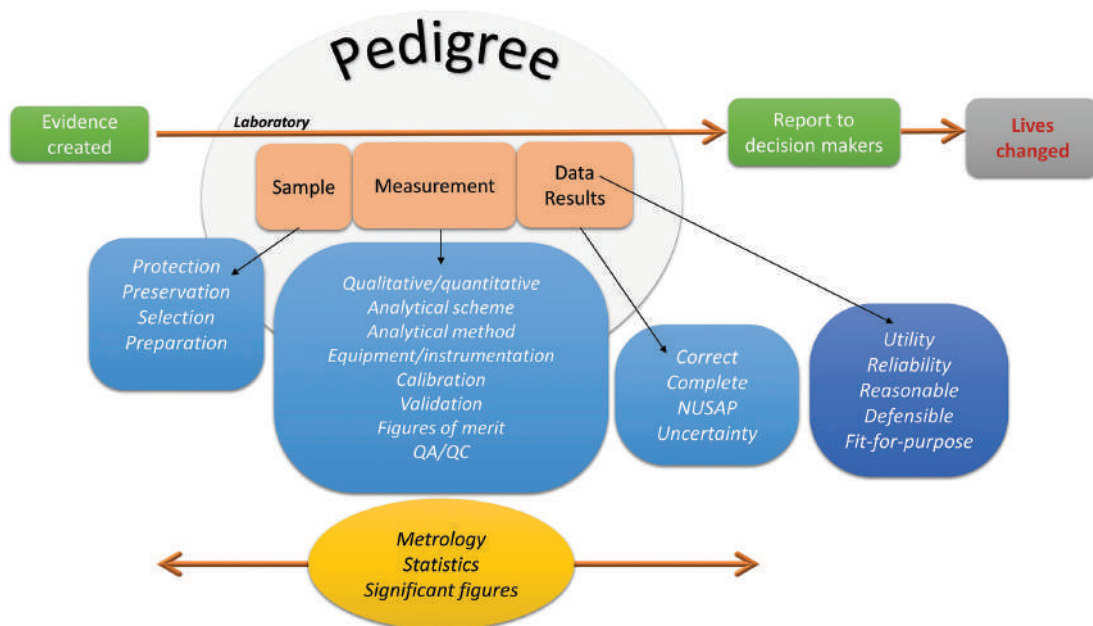 Pedigree
Evidence
created
Laboratory
Report to
decision makers
Lives
changed
Sample
Measurement
Data
Results
Protection
Preservation
Selection
Preparation
Qualitative/quantitative
Analytical scheme
Analytical method
Equipment/instrumentation
Calibration
Validation
Figures of merit
QA/QC
Correct
Complete
NUSAP
Uncertainty
Utility
Reliability
Reasonable
Defensible
Fit-for-purpose
Metrology
Statistics
Significant figures